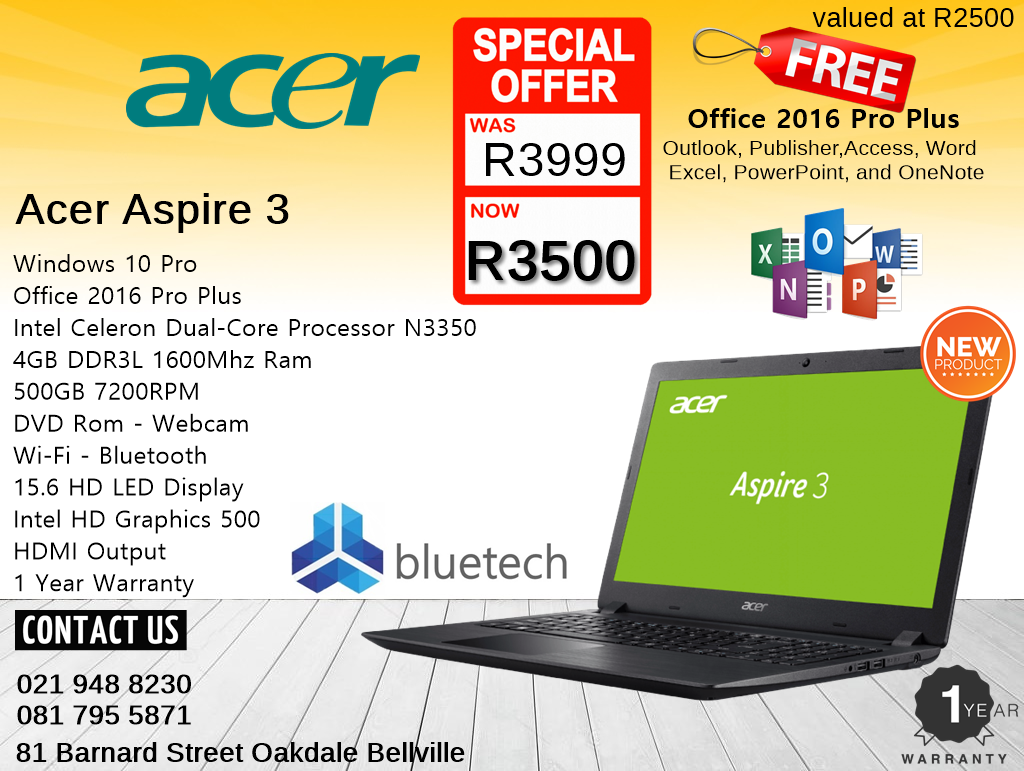 valued at R2500
acer
SPECIAL
OFFER
WAS
R3999
NOW
R3500
FREE
Office 2016 Pro Plus
Outlook, Publisher,Access, Word
Excel, PowerPoint, and OneNote
X
O
W
N
P
Acer Aspire 3
Windows 10 Pro
Office 2016 Pro Plus
Intel Celeron Dual-Core Processor N3350
4GB DDR3L 1600Mhz Ram
500GB 7200RPM
DVD Rom - Webcam
Wi-Fi - Bluetooth
15.6 HD LED Display
Intel HD Graphics 500
HDMI Output
1 Year Warranty
NEW
PRODUCT
acer
Aspire 3
acer
bluetech
CONTACT US
021 948 8230
081 795 5871
81 Barnard Street Oakdale Bellville
1 YEAR
WARRANTY